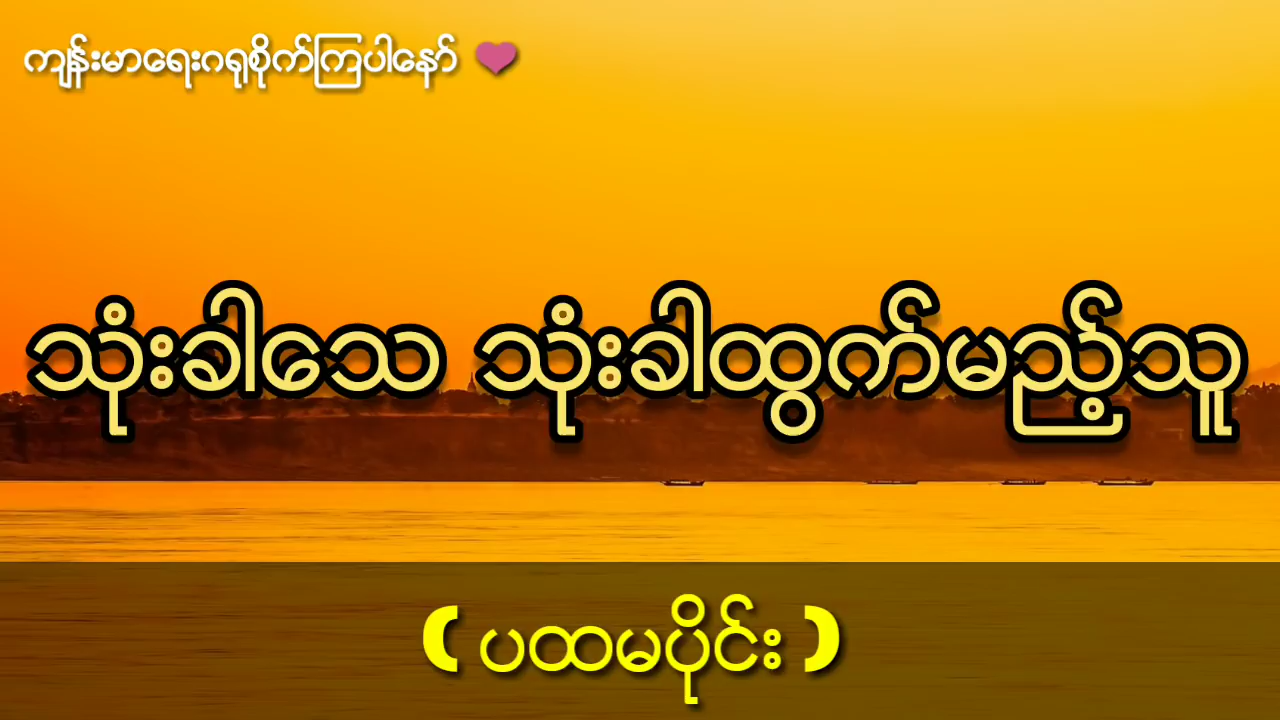 ကျန်းမာရေးဂရုစိုက်ကြပါနော် ❤
သုံးခါသေ သုံးခါထွက်မည့်သူ
( ပထမပိုင်း )